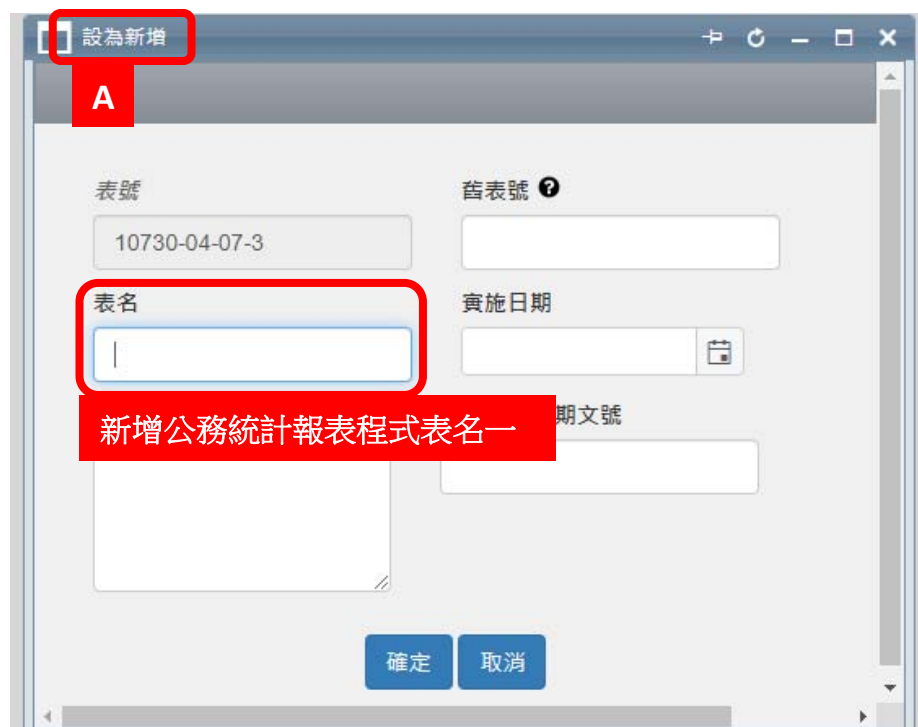 設為新增
A
表號
舊表號
10730-04-07-3
表名
實施日期
新增公務統計報表程式表名一
期文號
確定
取消